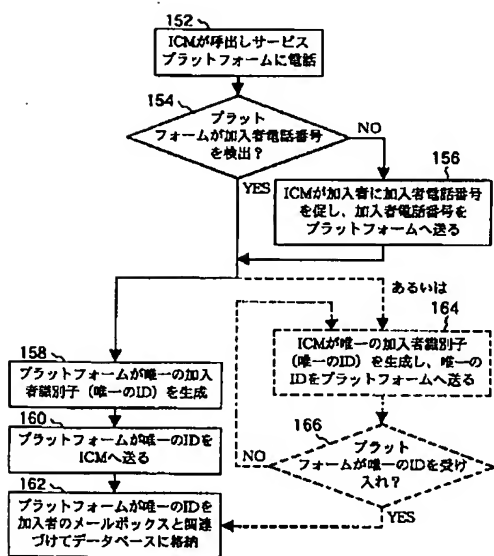 152
ICMが呼出しサービス
プラットフォームに電話
154
プラット
フォームが加入者電話番号
を検出?
NO
YES
156
ICMが加入者に加入者電話番号
を促し、加入者電話番号を
プラットフォームへ送る
あるいは
158
プラットフォームが唯一の加入
者識別子(唯一のID)を生成
160
プラットフォームが唯一のIDを
ICMへ送る
162
プラットフォームが唯一のIDを
加入者のメールボックスと関連
づけてデータベースに格納
164
ICMが唯一の加入者識別子
(唯一のID)を生成し、唯一の
IDをプラットフォームへ送る
166
プラット
フォームが唯一のIDを受け
入れ?
NO
YES